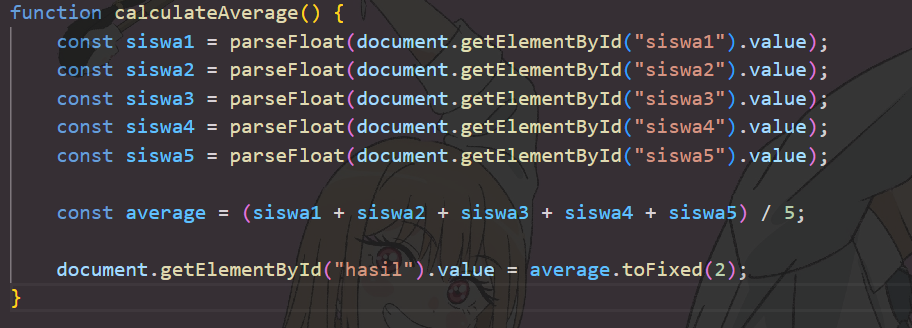 function calculateAverage() {
    const siswa1 = parseFloat(document.getElementById("siswa1").value);
    const siswa2 = parseFloat(document.getElementById("siswa2").value);
    const siswa3 = parseFloat(document.getElementById("siswa3").value);
    const siswa4 = parseFloat(document.getElementById("siswa4").value);
    const siswa5 = parseFloat(document.getElementById("siswa5").value);

    const average = (siswa1 + siswa2 + siswa3 + siswa4 + siswa5) / 5;

    document.getElementById("hasil").value = average.toFixed(2);
}